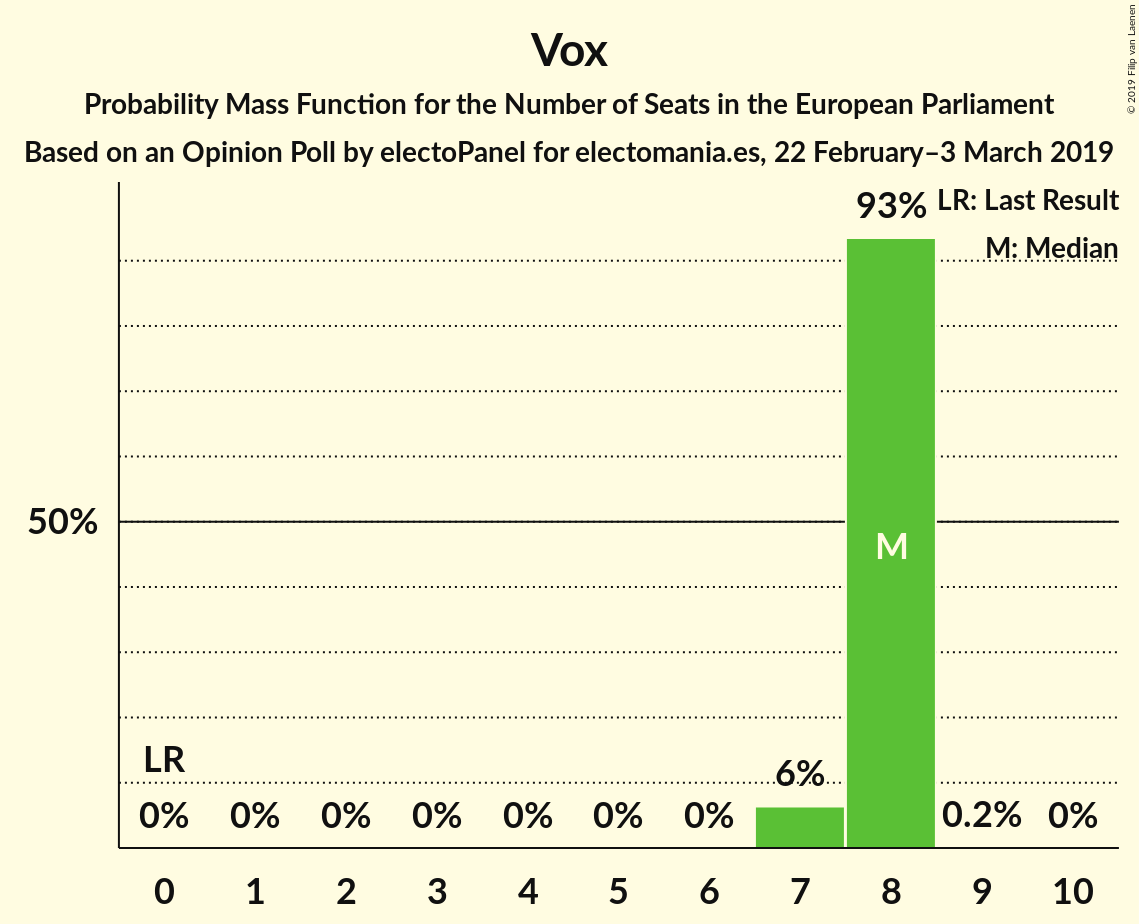 Vox
Probability Mass Function for the Number of Seats in the European Parliament
Based on an Opinion Poll by electoPanel for electomania.es, 22 February–3 March 2019
© 2019 Filip van Laenen
93%
LR: Last Result
M: Median
50%
M
LR
6%
0% 0% 0% 0% 0% 0% 0% 0.2% 0%
0 1 2 3 4 5 6 7 8 9 10